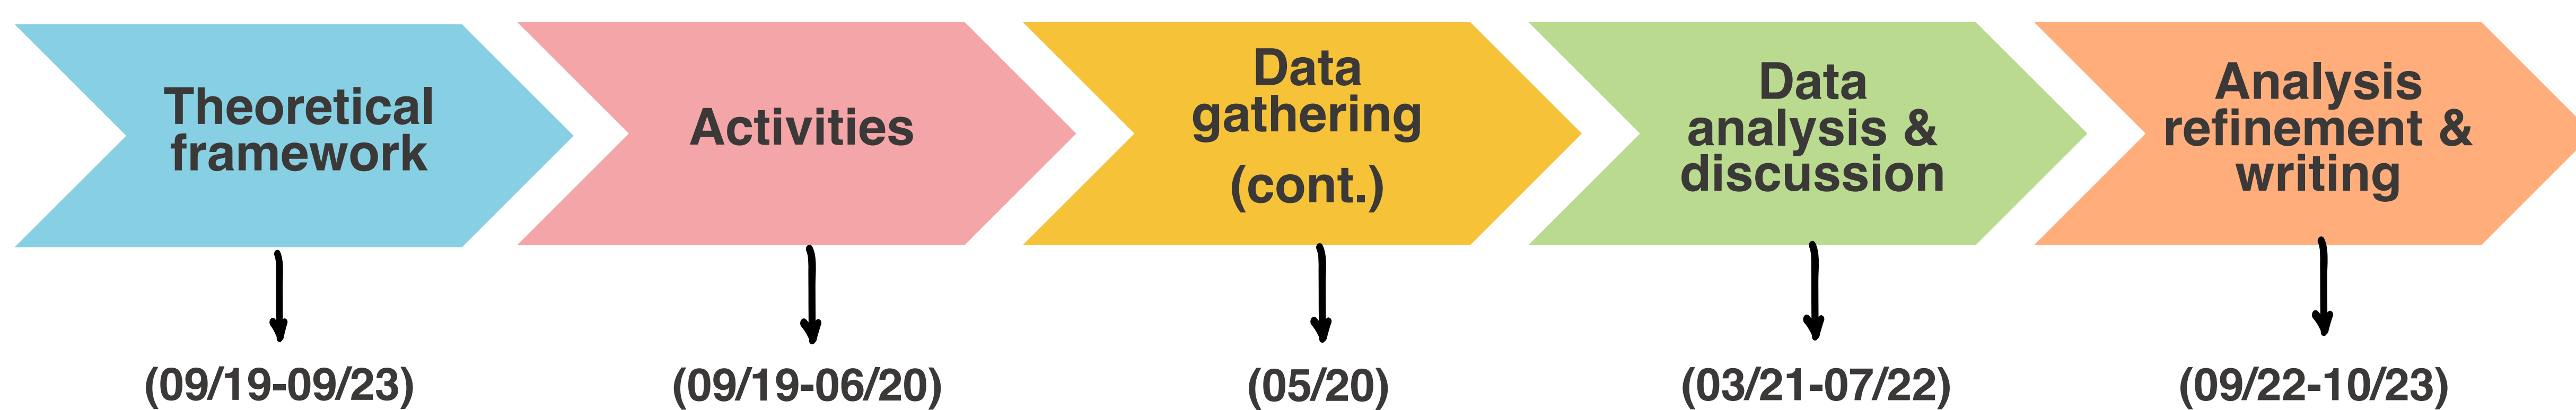 Theoretical
framework
(09/19-09/23)
Activities
(09/19-06/20)
Data
gathering
(cont.)
(05/20)
Data
analysis &
discussion
(03/21-07/22)
Analysis
refinement &
writing
(09/22-10/23)